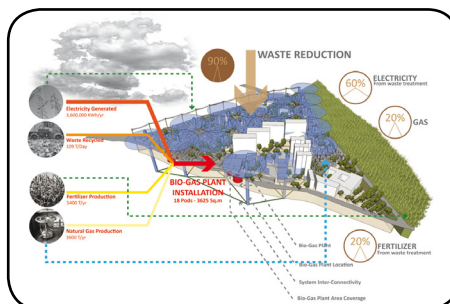 90%
WASTE REDUCTION
60%
ELECTRICITY
From waste treatment
20%
GAS
Electricity Generated
3,600,000 KWh/yr.
Waste Recycled
109 T/Day
BIO-GAS PLANT
INSTALLATION
18 Pods - 3625 Sq.m
Fertilizer Production
5400 T/yr
Natural Gas Production
3600 T/yr
20%
FERTILIZER
From waste treatment
Bio-Gas Plant
Bio-Gas Plant Location
System Inter-Connectivity
Bio-Gas Plant Area Coverage